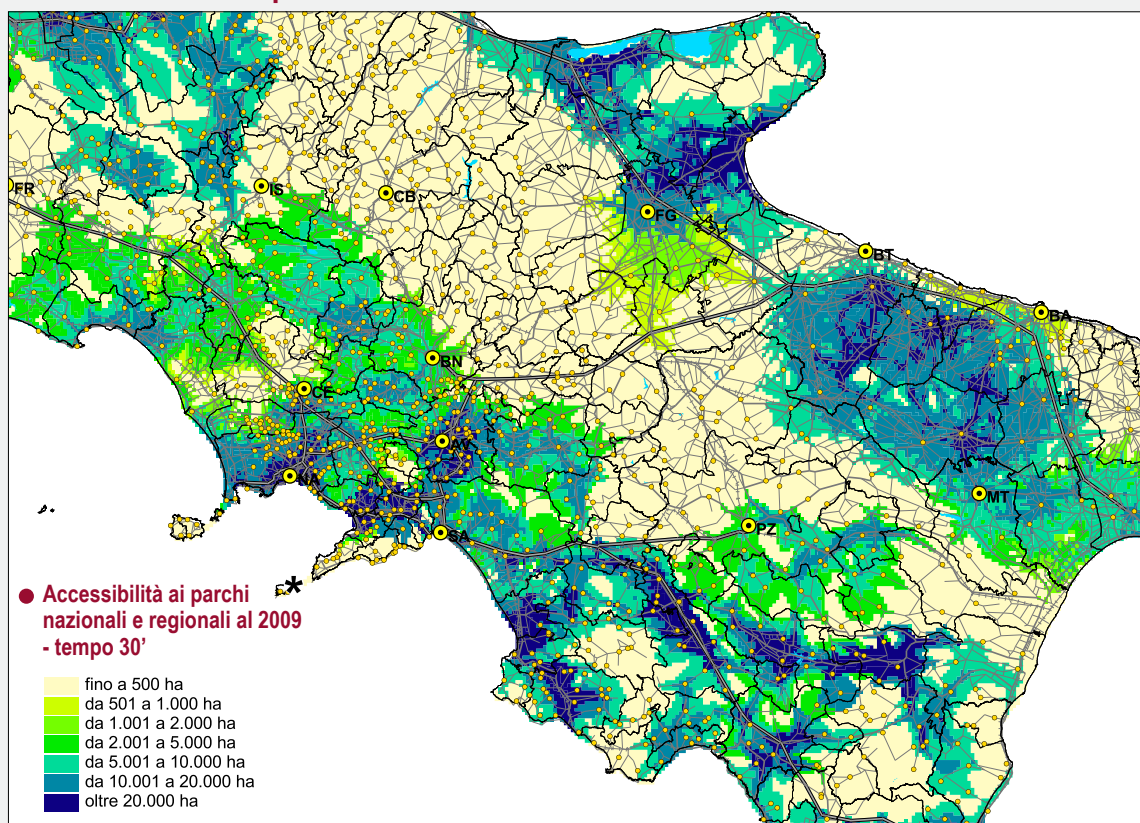 FR
IS
CB
FG
BT
BA
BN
CE
AV
NA
MT
SA
PZ
*
● Accessibilità ai parchi
nazionali e regionali al 2009
- tempo 30’
fino a 500 ha
da 501 a 1.000 ha
da 1.001 a 2.000 ha
da 2.001 a 5.000 ha
da 5.001 a 10.000 ha
da 10.001 a 20.000 ha
oltre 20.000 ha